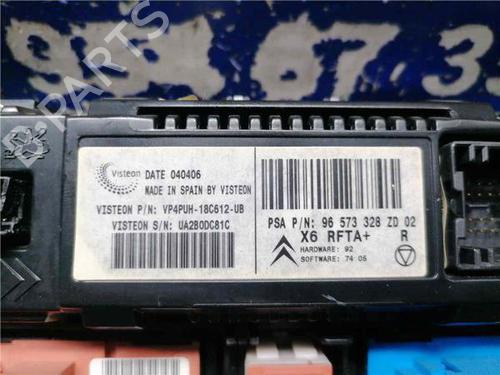 Visteon
DATE 040406
MADE IN SPAIN BY VISTEON
VISTEON P/N: VP4PUH-18C612-UB
VISTEON S/N: UA2B0DC81C
PSA P/N: 96 573 328 ZD 02
X6 RFTA+ R
HARDWARE: 92
SOFTWARE: 74 05
PARTS